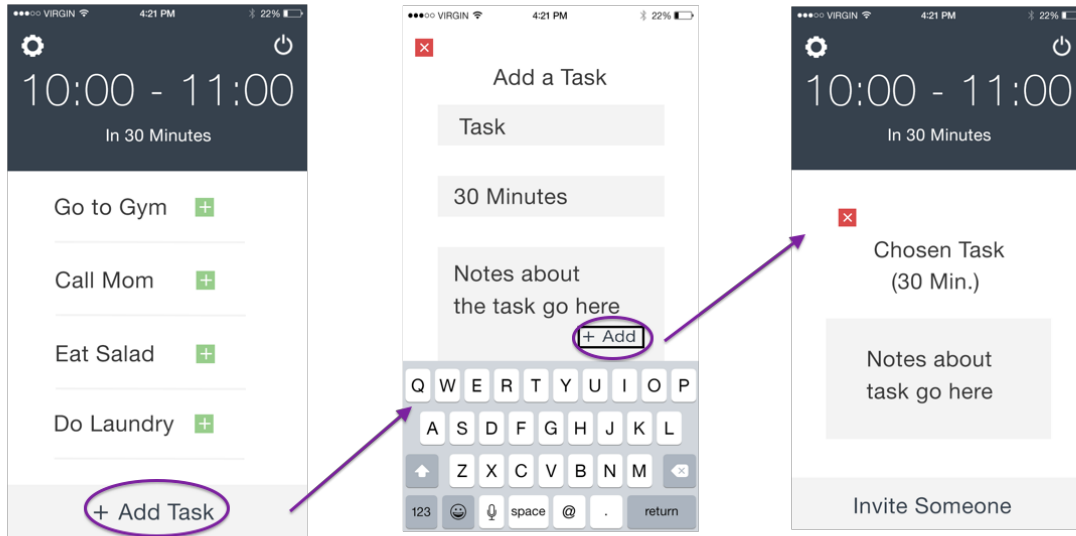 VIRGIN 4:21 PM 22%
10:00 - 11:00
In 30 Minutes
Go to Gym +
Call Mom +
Eat Salad +
Do Laundry +
+ Add Task
VIRGIN 4:21 PM 22%
Add a Task
Task
30 Minutes
Notes about
the task go here
+ Add
Q W E R T Y U I O P
A S D F G H J K L
Z X C V B N M
123 space @ . return
VIRGIN 4:21 PM 22%
10:00 - 11:00
In 30 Minutes
Chosen Task
(30 Min.)
Notes about
task go here
Invite Someone